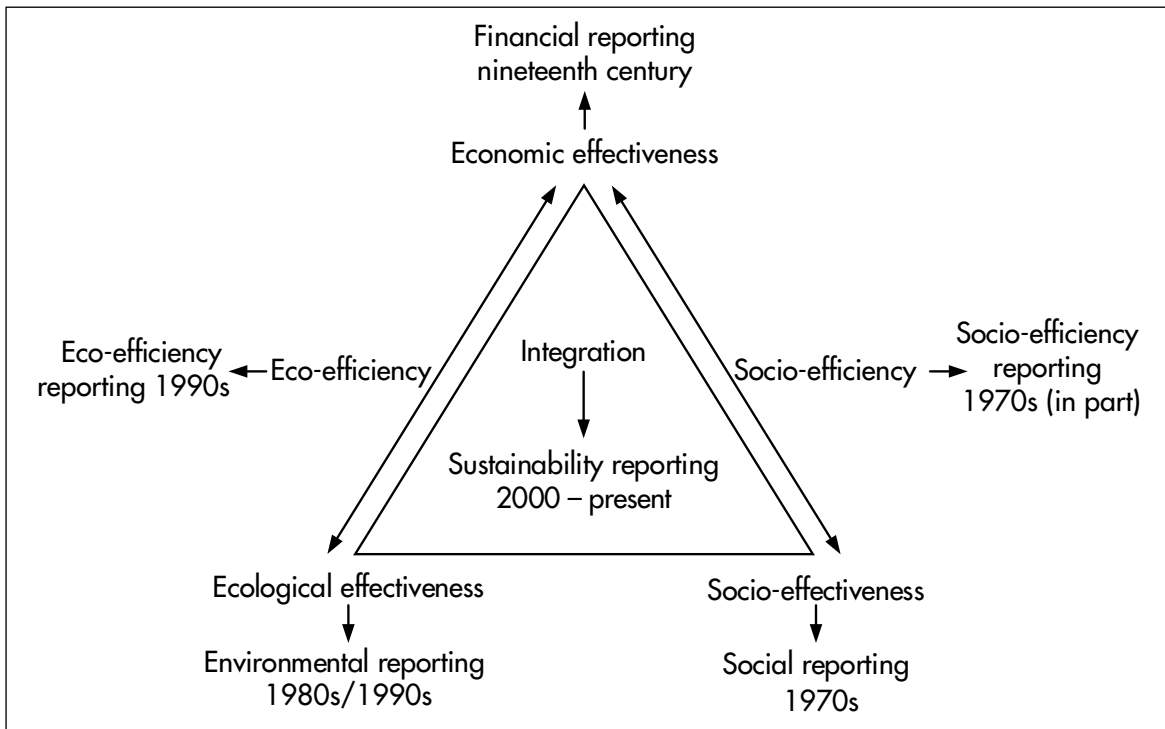 Financial reporting
nineteenth century
Economic effectiveness
Eco-efficiency
reporting 1990s
Eco-efficiency
Integration
Sustainability reporting
2000 – present
Socio-efficiency
Socio-efficiency
reporting
1970s (in part)
Ecological effectiveness
Environmental reporting
1980s/1990s
Socio-effectiveness
Social reporting
1970s